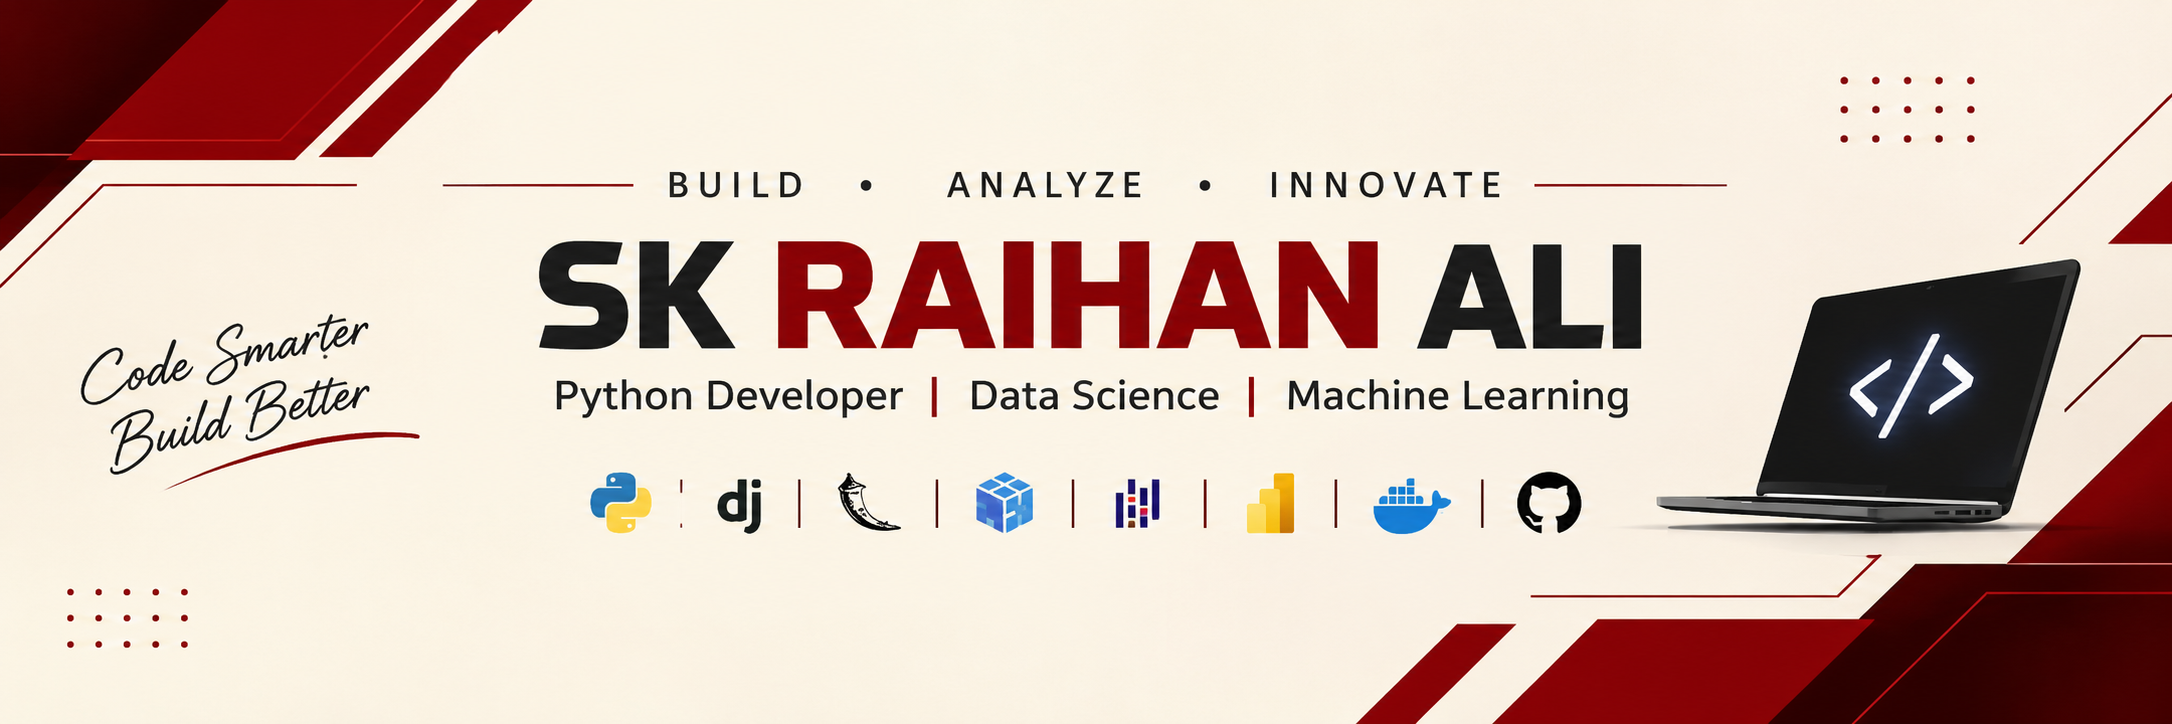 BUILD • ANALYZE • INNOVATE
SK RAIHAN ALI
Python Developer | Data Science | Machine Learning
Code Smarter
Build Better
dj
</>